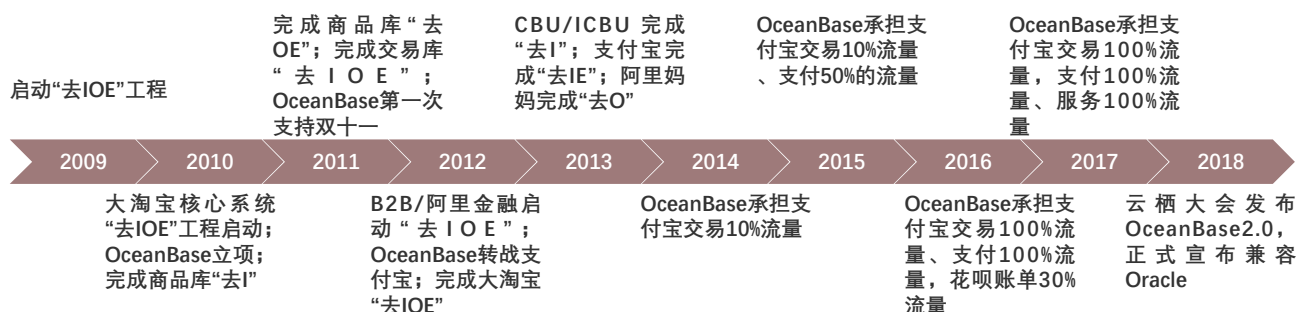 启动“去IOE”工程
完成商品库“去
OE”；完成交易库
“去IOE”；
OceanBase第一次
支持双十一
CBU/ICBU 完成
“去I”；支付宝完
成“去IE”；阿里妈
妈完成“去O”
OceanBase承担支
付宝交易10%流量
、支付50%的流量
OceanBase承担支
付宝交易100%流
量，支付100%流
量、服务100%流
量
2009 2010 2011 2012 2013 2014 2015 2016 2017 2018
大淘宝核心系统
“去IOE”工程启动；
OceanBase立项；
完成商品库“去I”
B2B/阿里金融启
动“去IOE”；
OceanBase转战支
付宝；完成大淘宝
“去IOE”
OceanBase承担支
付宝交易10%流量
OceanBase承担支
付宝交易100%流
量、支付100%流
量，花呗账单30%
流量
云栖大会发布
OceanBase2.0，
正式宣布兼容
Oracle